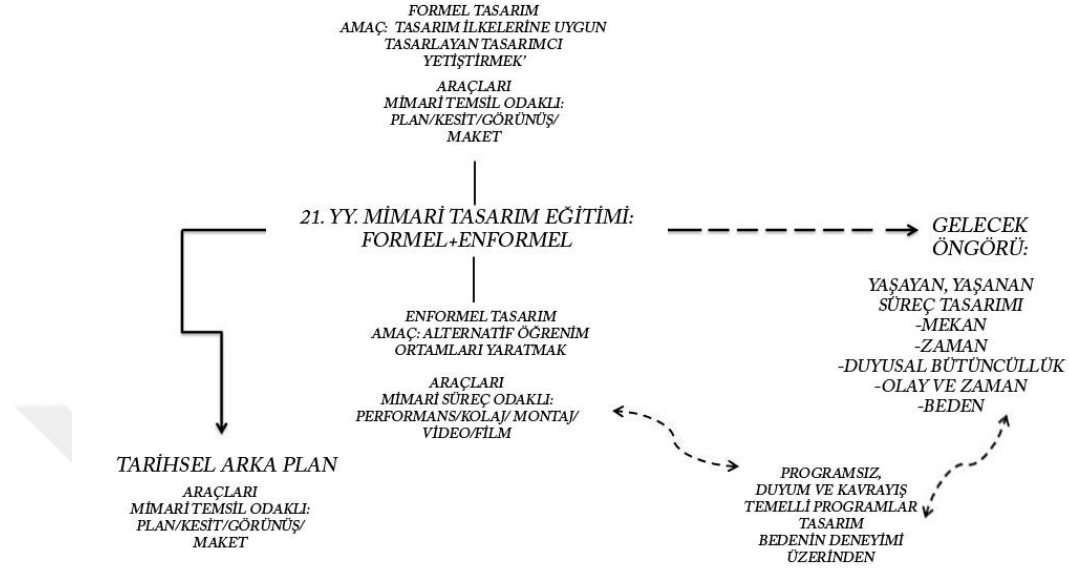 FORMEL TASARIM
AMAÇ: TASARIM İLKELERİNE UYGUN
TASARLAYAN TASARIMCI
YETİŞTİRMEK’
ARAÇLARI
MİMARİ TEMSİL ODAKLI:
PLAN/KESİT/GÖRÜNÜŞ/
MAKET
21. YY. MİMARİ TASARIM EĞİTİMİ:
FORMEL+ENFORMEL
ENFORMEL TASARIM
AMAÇ: ALTERNATİF ÖĞRENİM
ORTAMLARI YARATMAK
ARAÇLARI
MİMARİ SÜREÇ ODAKLI:
PERFORMANS/KOLAJ/ MONTAJ/
VİDEO/FİLM
GELECEK
ÖNGÖRÜ:
YAŞAYAN, YAŞANAN
SÜREÇ TASARIMI
-MEKAN
-ZAMAN
-DUYUSAL BÜTÜNCÜLLÜK
-OLAY VE ZAMAN
-BEDEN
TARİHSEL ARKA PLAN
ARAÇLARI
MİMARİ TEMSİL ODAKLI:
PLAN/KESİT/GÖRÜNÜŞ/
MAKET
PROGRAMSIZ,
DUYUM VE KAVRAYIŞ
TEMELLİ PROGRAMLAR
TASARIM
BEDENİN DENEYİMİ
ÜZERİNDEN